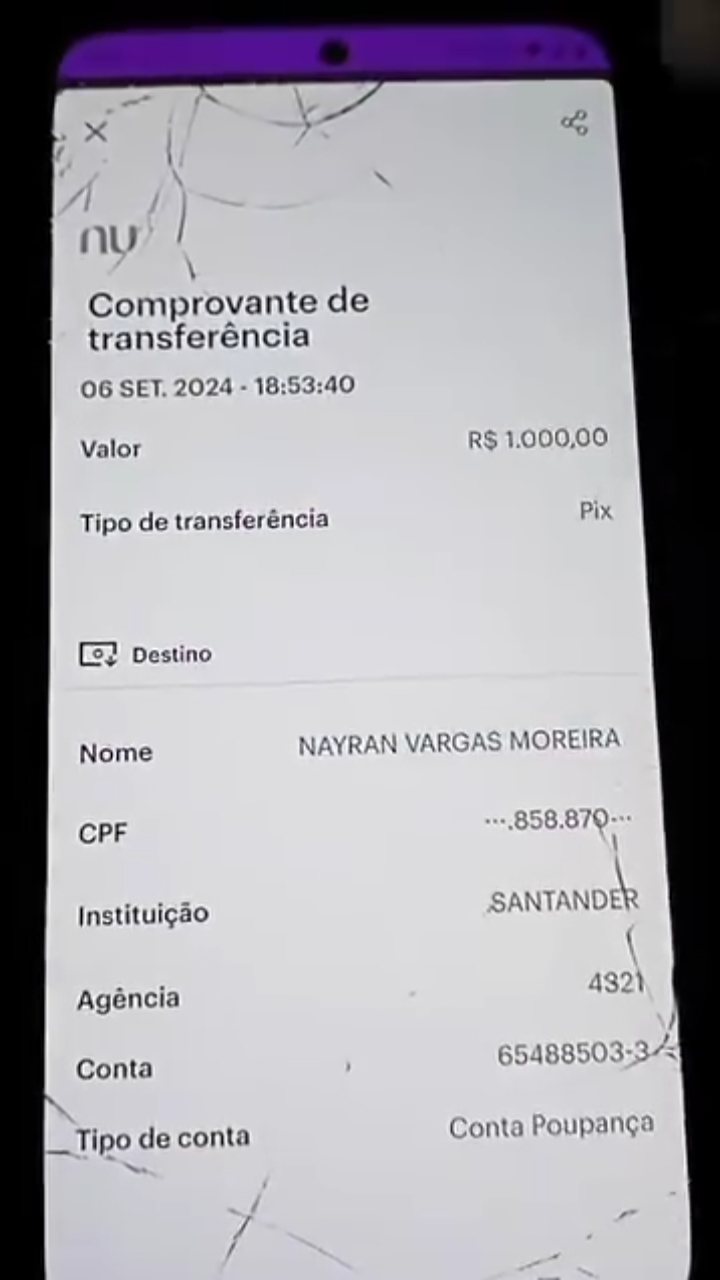 nu
Comprovante de
transferência
06 SET. 2024 - 18:53:40
Valor R$ 1.000,00
Tipo de transferência Pix
Destino
Nome NAYRAN VARGAS MOREIRA
CPF ···.858.870-··
Instituição SANTANDER
Agência 4321
Conta 65488503-3
Tipo de conta Conta Poupança